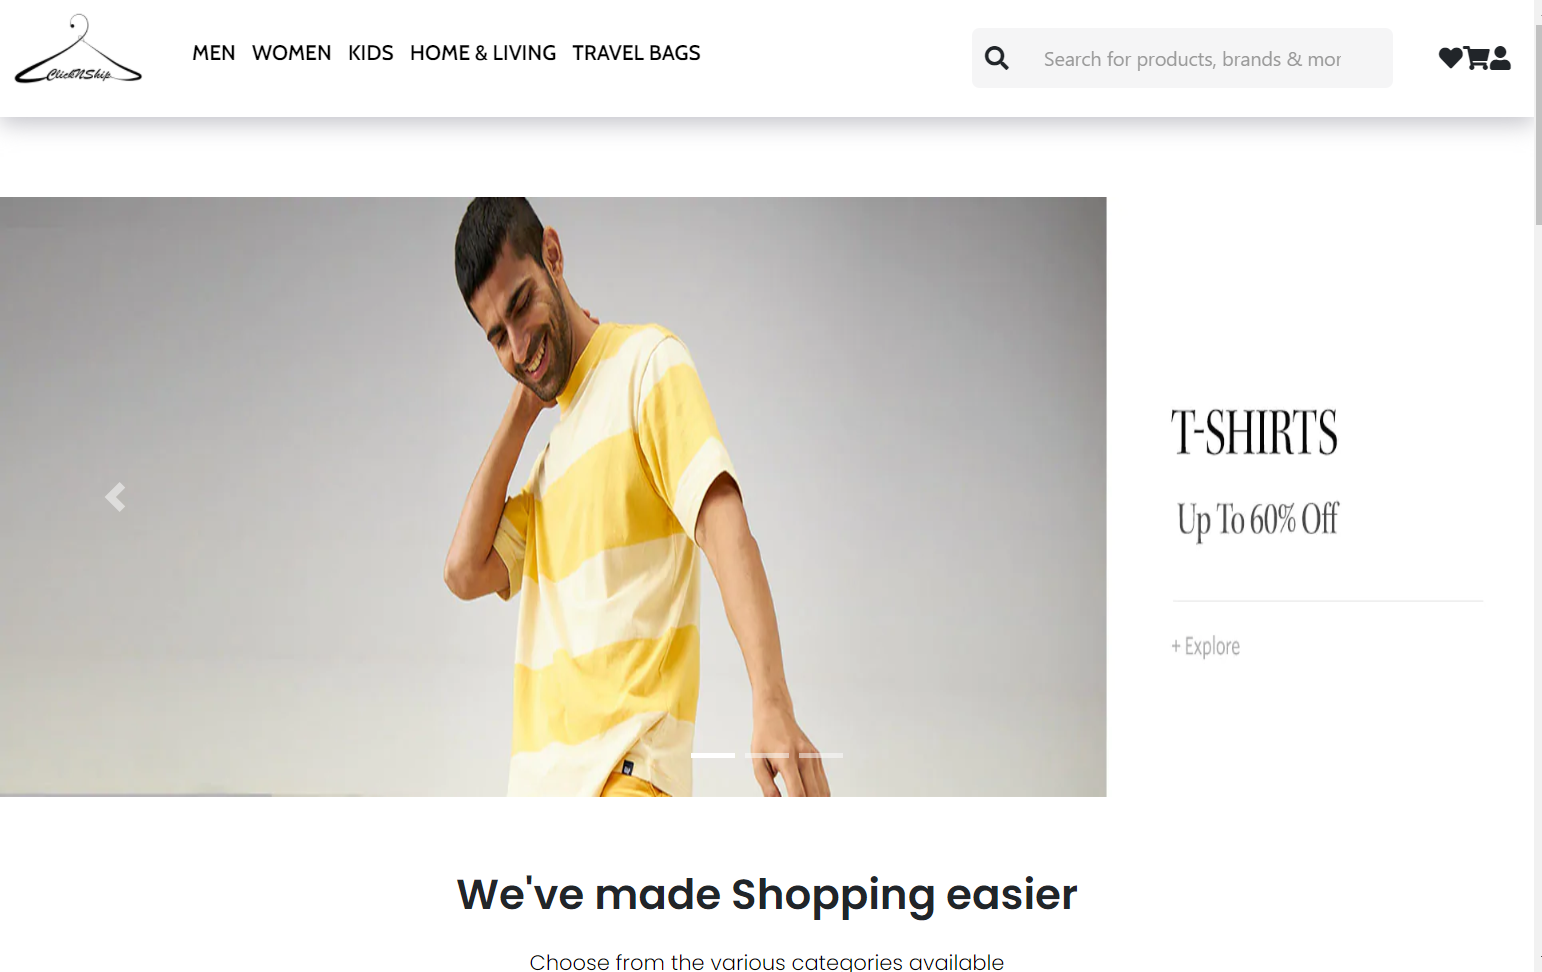 ClickNShip
MEN WOMEN KIDS HOME & LIVING TRAVEL BAGS
Search for products, brands & mor
T-SHIRTS
Up To 60% Off
+ Explore
We've made Shopping easier
Choose from the various categories available